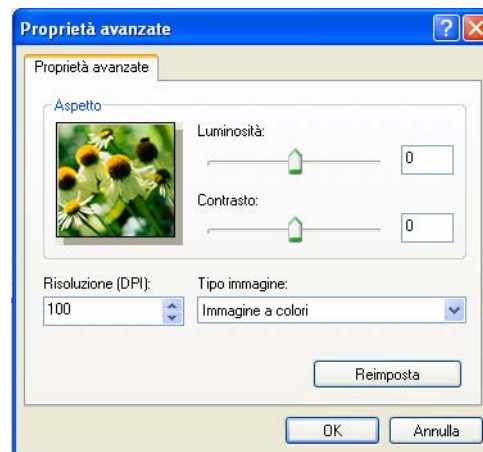 Proprietà avanzate
Proprietà avanzate
Aspetto
Luminosità:
0
Contrasto:
0
Risoluzione (DPI):
Tipo immagine:
100
Immagine a colori
Reimposta
OK
Annulla